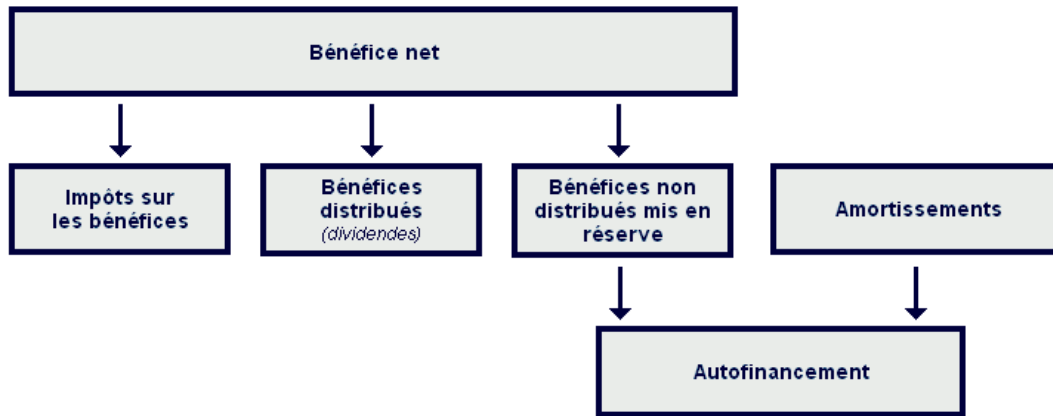 Bénéfice net
Impôts sur
les bénéfices
Bénéfices
distribués
(dividendes)
Bénéfices non
distribués mis en
réserve
Amortissements
Autofinancement